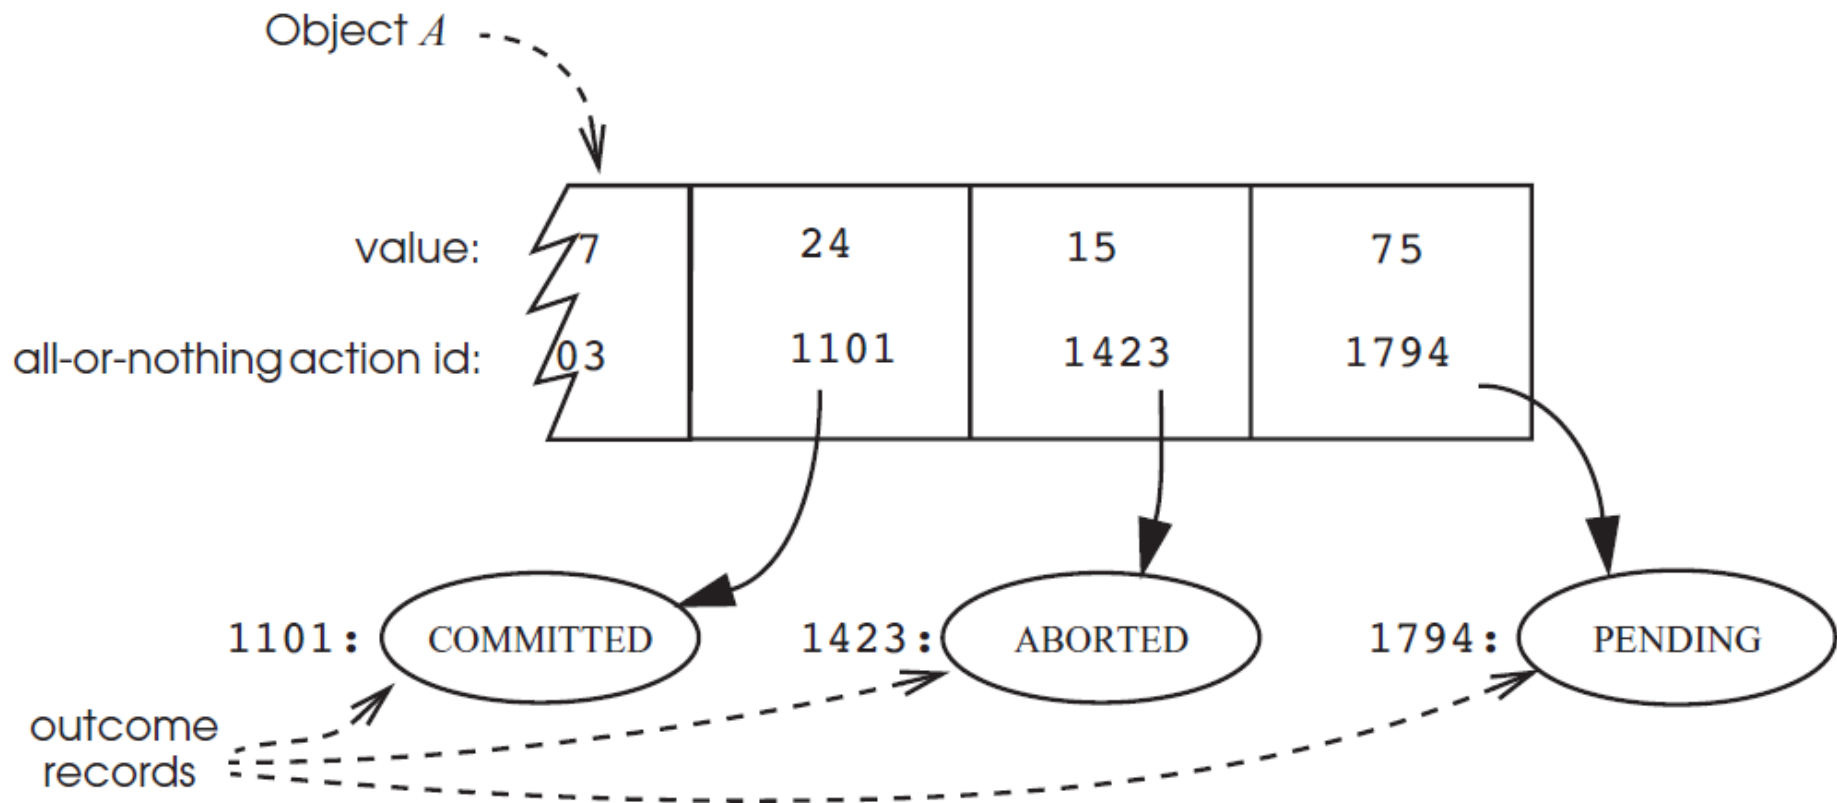 Object A
value: 7 24 15 75
all-or-nothing action id: 03 1101 1423 1794
1101: COMMITTED 1423: ABORTED 1794: PENDING
outcome
records